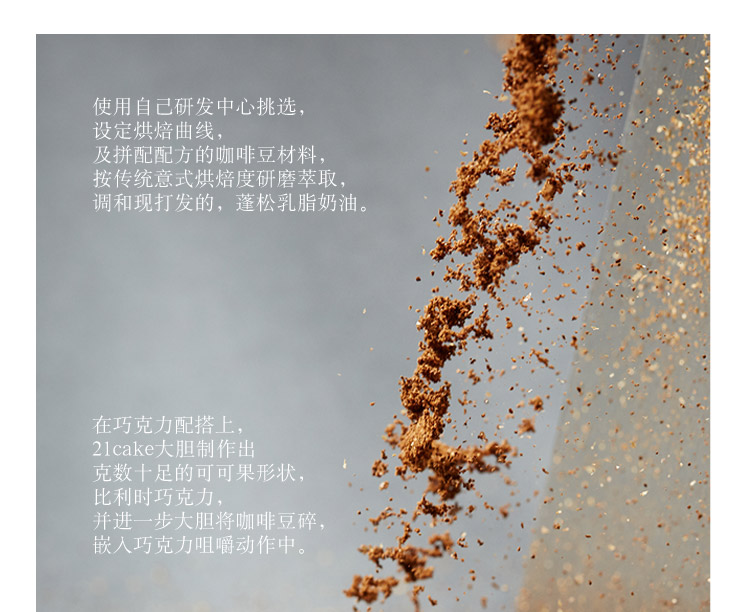 使用自己研发中心挑选，
设定烘焙曲线，
及拼配配方的咖啡豆材料，
按传统意式烘焙度研磨萃取，
调和现打发的，蓬松乳脂奶油。
在巧克力配搭上，
21cake大胆制作出
克数十足的可可果形状，
比利时巧克力，
并进一步大胆将咖啡豆碎，
嵌入巧克力咀嚼动作中。